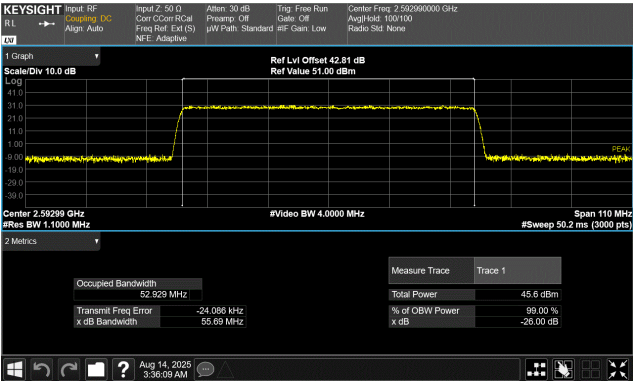 KEYSIGHT Input: RF Input Z: 50 Ω Atten: 30 dB Trig: Free Run Center Freq: 2.592990000 GHz
RL Coupling: DC Corr CCorr RCal Preamp: Off Gate: Off Avg|Hold: 100/100
Align: Auto Freq Ref: Ext (S) µW Path: Standard #IF Gain: Low Radio Std: None
NFE: Adaptive
LXI
1 Graph
Ref Lvl Offset 42.81 dB
Scale/Div 10.0 dB Ref Value 51.00 dBm
Log
41.0
31.0
21.0
11.0
1.00
-9.00
PEAK
-19.0
-29.0
-39.0
Center 2.59299 GHz #Video BW 4.0000 MHz Span 110 MHz
#Res BW 1.1000 MHz #Sweep 50.2 ms (3000 pts)
2 Metrics
Measure Trace Trace 1
Occupied Bandwidth
52.929 MHz
Total Power 45.6 dBm
Transmit Freq Error -24.086 kHz % of OBW Power 99.00 %
x dB Bandwidth 55.69 MHz x dB -26.00 dB
Aug 14, 2025
3:36:09 AM
?